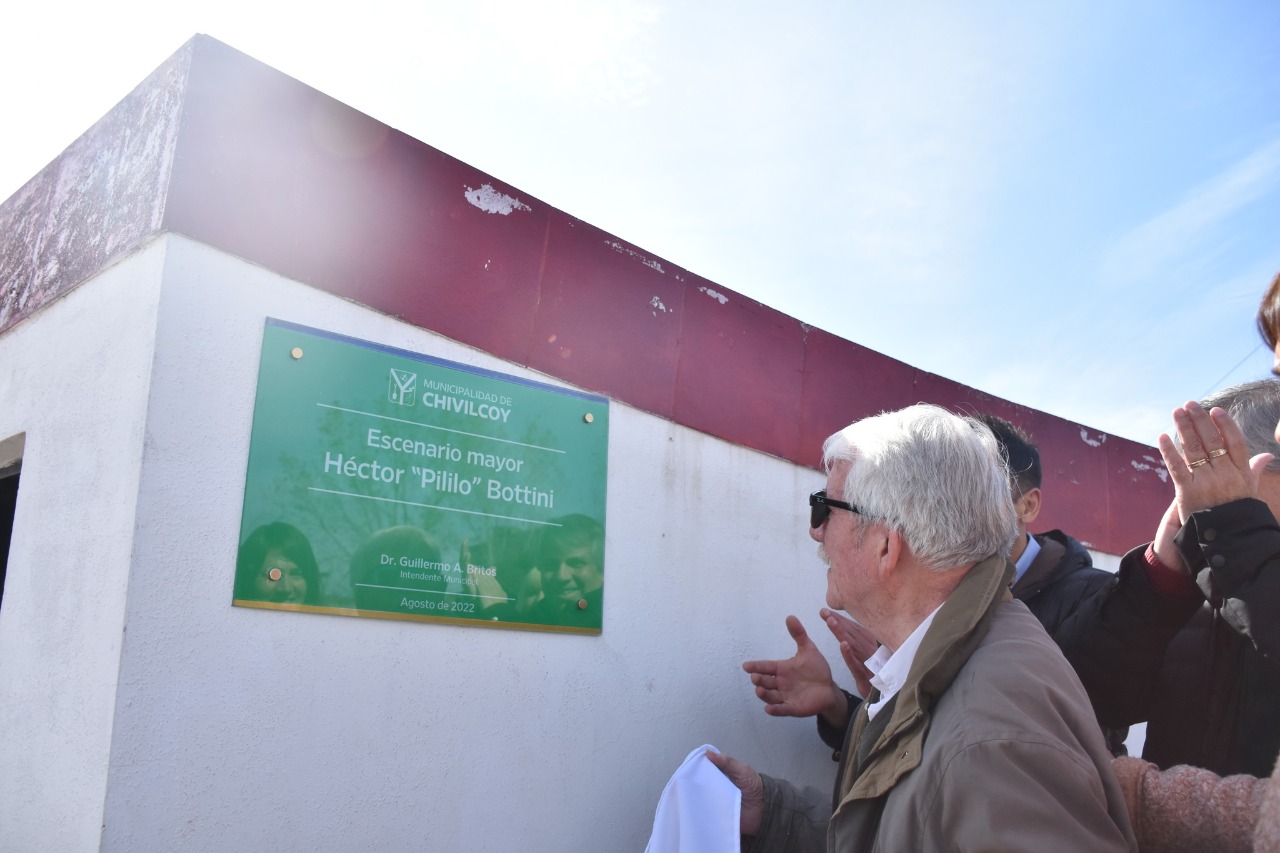 MUNICIPALIDAD DE
CHIVILCOY
Escenario mayor
Héctor "Pililo" Bottini
Dr. Guillermo A. Britos
Intendente Municipal
Agosto de 2022